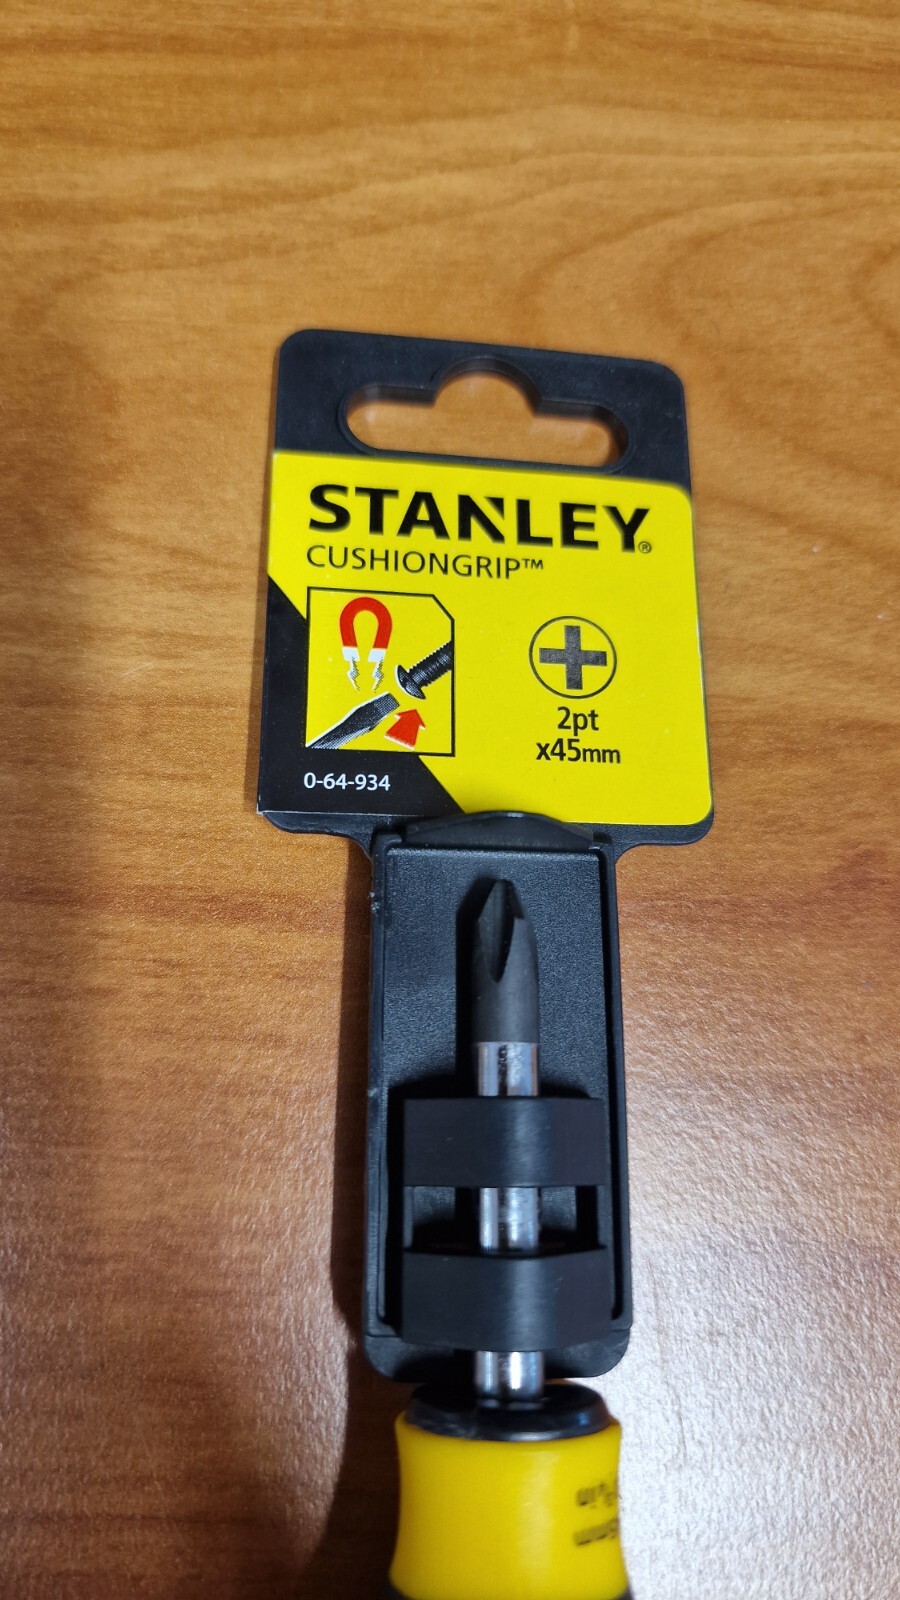 STANLEY®
CUSHIONGRIP™
2pt
x45mm
0-64-934